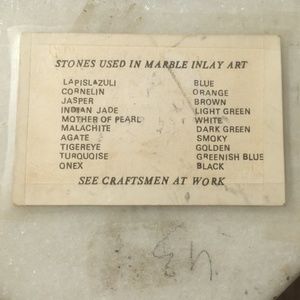 STONES USED IN MARBLE INLAY ART
LAPISLAZULI BLUE
CORNELIN ORANGE
JASPER BROWN
INDIAN JADE LIGHT GREEN
MOTHER OF PEARL WHITE
MALACHITE DARK GREEN
AGATE SMOKY
TIGEREYE GOLDEN
TURQUOISE GREENISH BLUE
ONEX BLACK
SEE CRAFTSMEN AT WORK